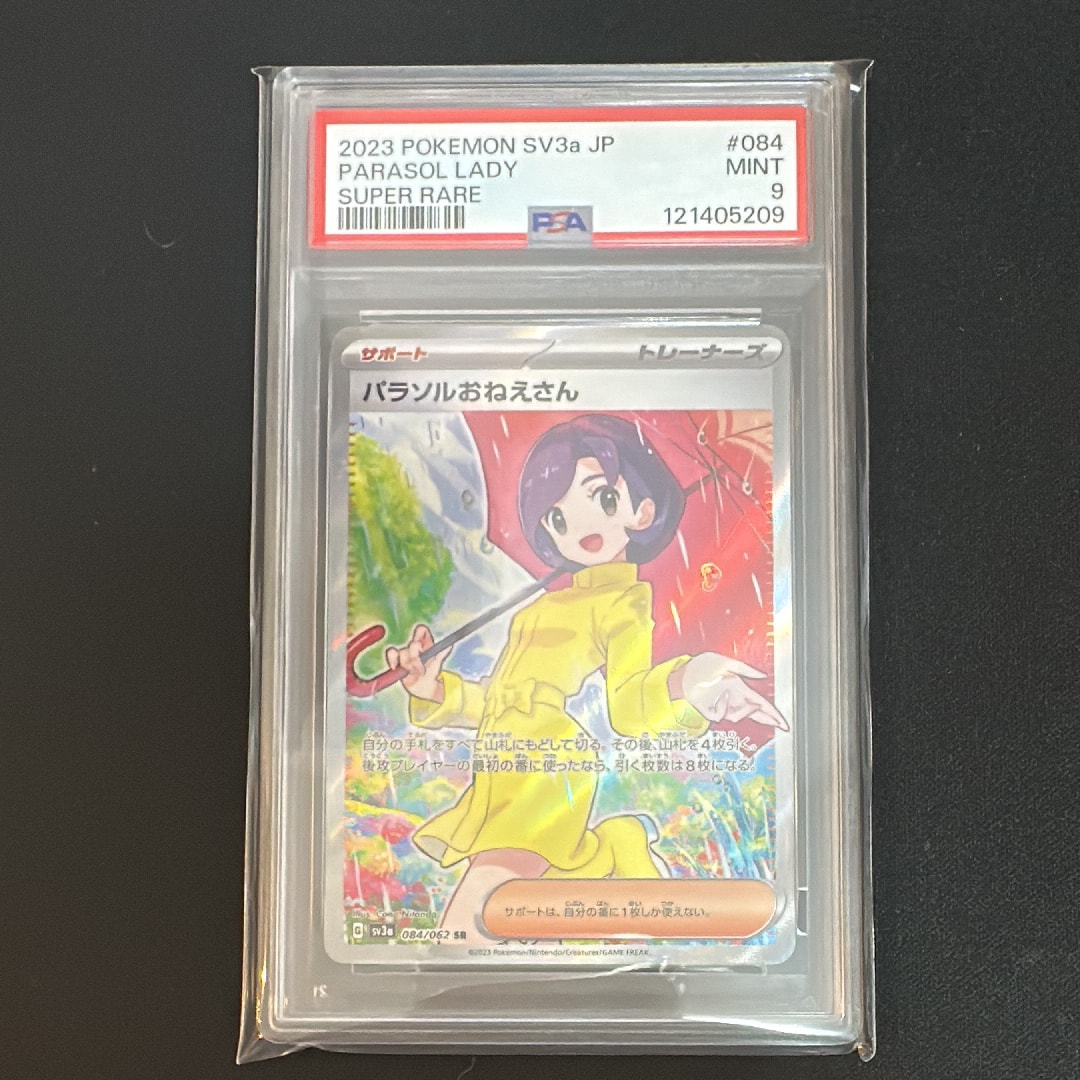 2023 POKEMON SV3a JP #084
PARASOL LADY MINT
SUPER RARE 9
PSA 121405209
サポート トレーナーズ
パラソルおねえさん
自分の手札をすべて山札にもどして切る。その後、山札を4枚引く。
後攻プレイヤーの最初の番に使ったなら、引く枚数は8枚になる。
サポートは、自分の番に1枚しか使えない。
G sv3a 084/062 SR
©2023 Pokémon/Nintendo/Creatures/GAME FREAK.